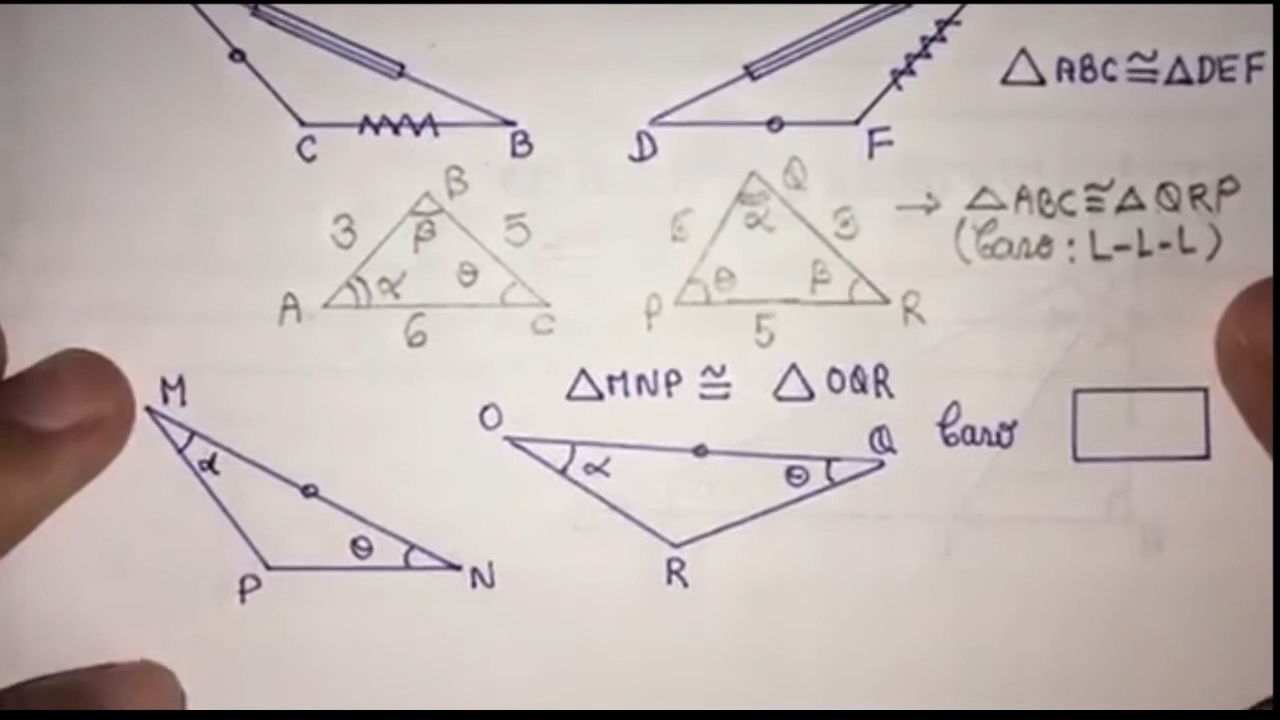 △ABC≅△DEF
C B D F
B Q
3 β 5 6 α 3
→ △ABC≅△QRP
(Caso: L-L-L)
A α θ C P θ β R
6 5
△MNP ≅ △OQR
M O Q Caso
α α θ
θ
P N R